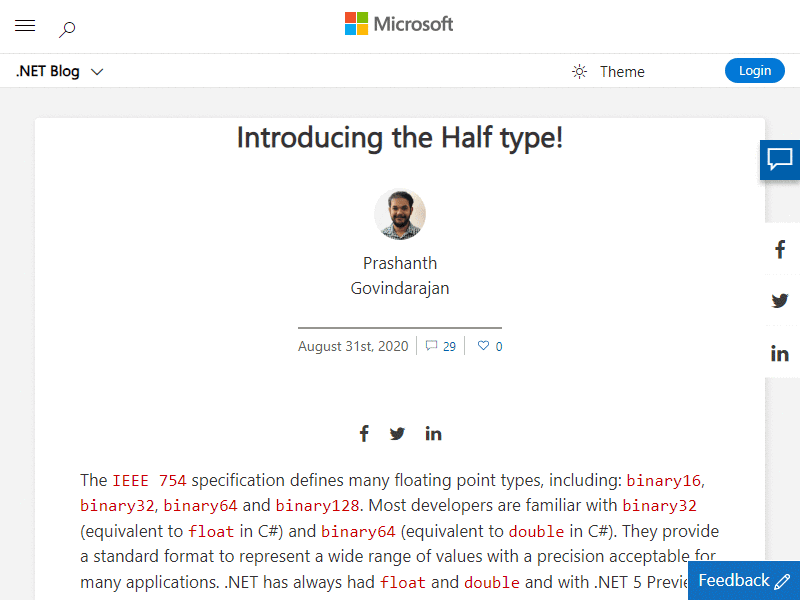 Microsoft
.NET Blog
Theme
Login
Introducing the Half type!
Prashanth
Govindarajan
August 31st, 2020
29
0
The IEEE 754 specification defines many floating point types, including: binary16,
binary32, binary64 and binary128. Most developers are familiar with binary32
(equivalent to float in C#) and binary64 (equivalent to double in C#). They provide
a standard format to represent a wide range of values with a precision acceptable for
many applications. .NET has always had float and double and with .NET 5
Feedback